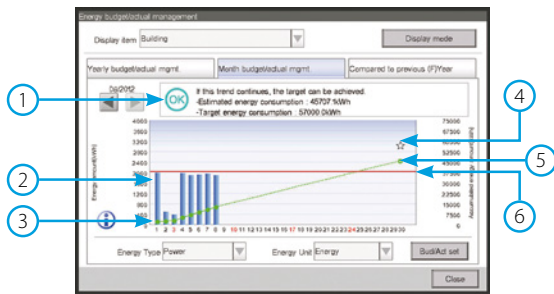 Energy budget/actual management
Display item Building
Display mode
Yearly budget/actual mgmt.
Month budget/actual mgmt.
Compared to previous (F)Year
09/2012
OK
If this trend continues, the target can be achieved.
-Estimated energy consumption : 45707.1kWh
-Target energy consumption : 57000.0kWh
4000
3600
3200
2800
2400
2000
1600
1200
800
400
0
Energy amount(kWh)
75000
67500
60000
52500
45000
37500
30000
22500
15000
7500
0
1 2 3 4 5 6 7 8 9 10 11 12 13 14 15 16 17 18 19 20 21 22 23 24 25 26 27 28 29 30
Energy Type Power
Energy Unit Energy
Bud/Act set
Close
1
2
3
4
5
6